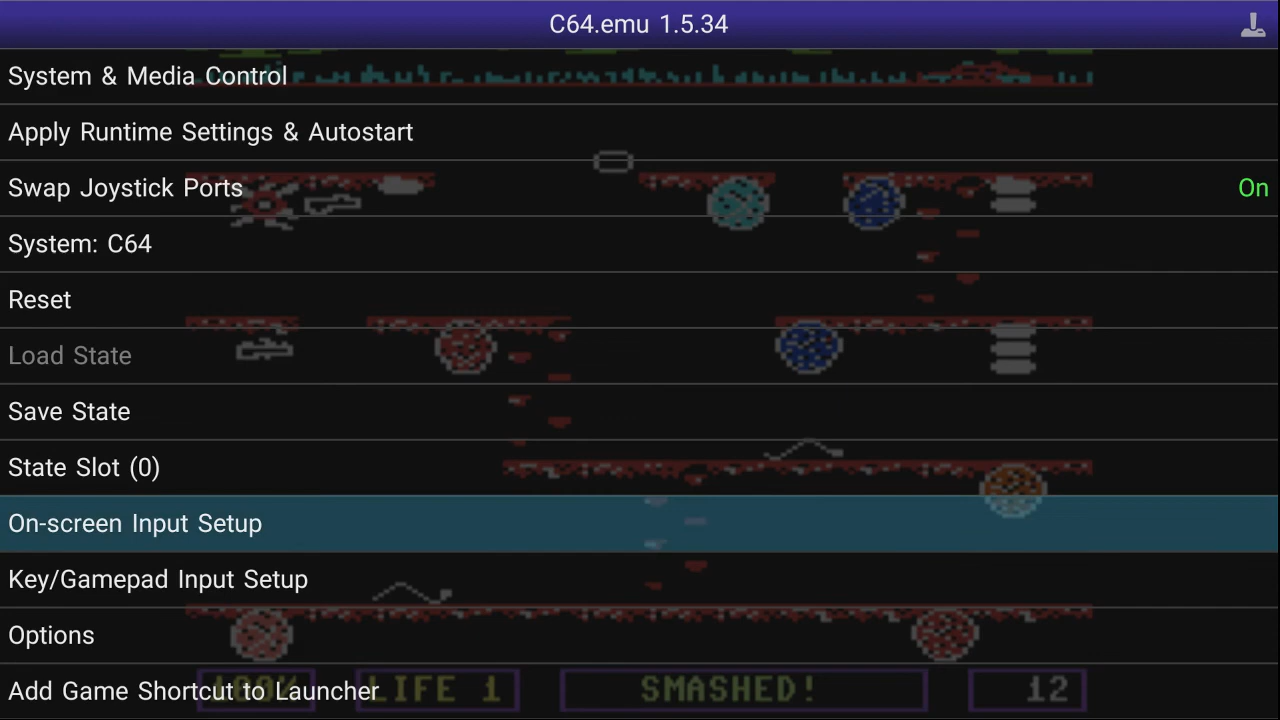 C64.emu 1.5.34
System & Media Control
Apply Runtime Settings & Autostart
Swap Joystick Ports On
System: C64
Reset
Load State
Save State
State Slot (0)
On-screen Input Setup
Key/Gamepad Input Setup
Options
Add Game Shortcut to Launcher
100% LIFE 1 SMASHED! 12